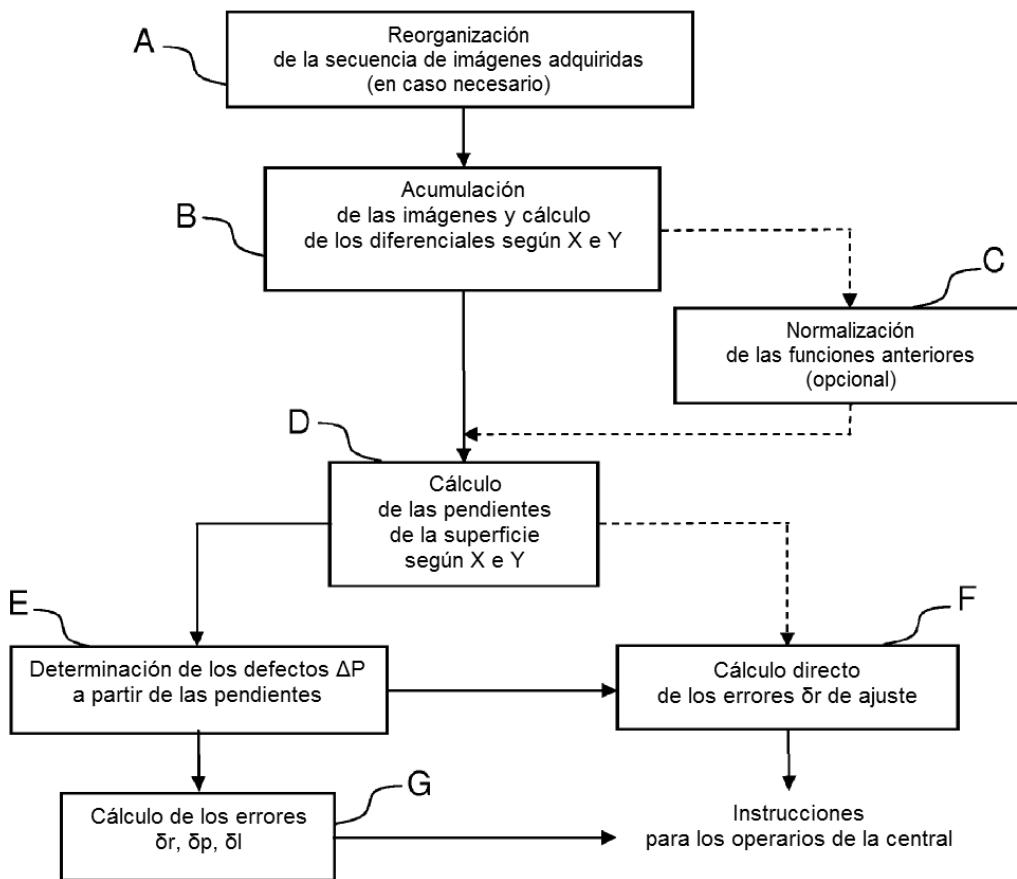 A
Reorganización
de la secuencia de imágenes adquiridas
(en caso necesario)
B
Acumulación
de las imágenes y cálculo
de los diferenciales según X e Y
C
Normalización
de las funciones anteriores
(opcional)
D
Cálculo
de las pendientes
de la superficie
según X e Y
E
Determinación de los defectos ΔP
a partir de las pendientes
F
Cálculo directo
de los errores δr de ajuste
G
Cálculo de los errores
δr, δp, δl
Instrucciones
para los operarios de la central